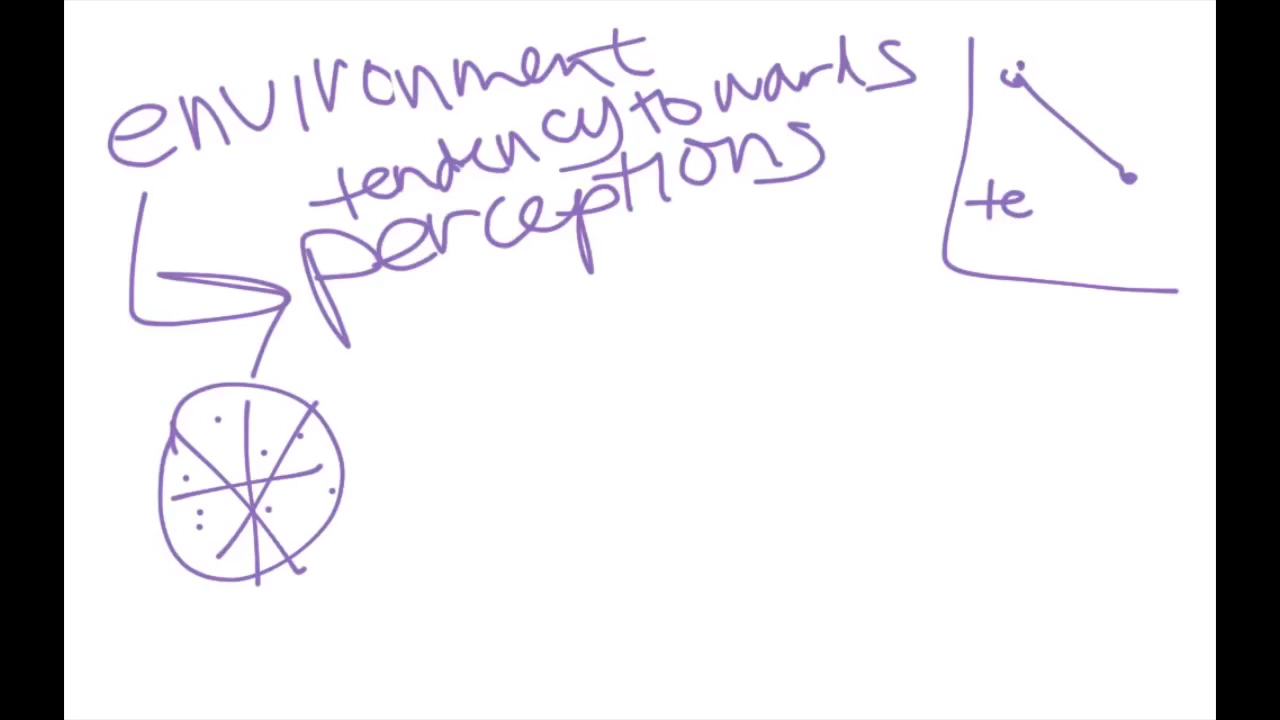 environment
tendency towards
perceptions
te